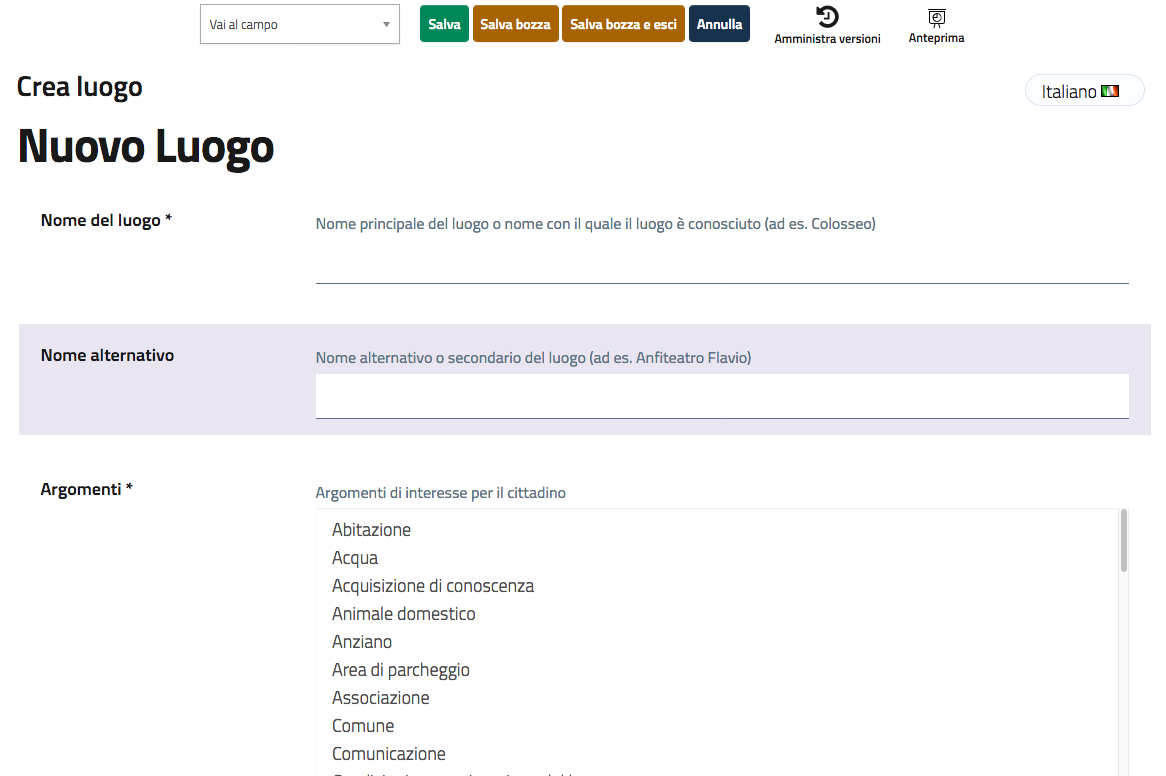 Vai al campo
Salva
Salva bozza
Salva bozza e esci
Annulla
Amministra versioni
Anteprima
Crea luogo
Italiano
Nuovo Luogo
Nome del luogo *
Nome principale del luogo o nome con il quale il luogo è conosciuto (ad es. Colosseo)
Nome alternativo
Nome alternativo o secondario del luogo (ad es. Anfiteatro Flavio)
Argomenti *
Argomenti di interesse per il cittadino
Abitazione
Acqua
Acquisizione di conoscenza
Animale domestico
Anziano
Area di parcheggio
Associazione
Comune
Comunicazione